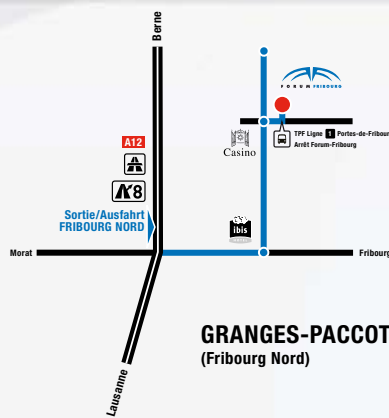 Berne
FORUM FRIBOURG
A12
TPF Ligne 1 Portes-de-Fribour
Arrêt Forum-Fribourg
Casino
8
Sortie/Ausfahrt
FRIBOURG NORD
ibis
Morat
Fribourg
GRANGES-PACCOT
(Fribourg Nord)
Lausanne